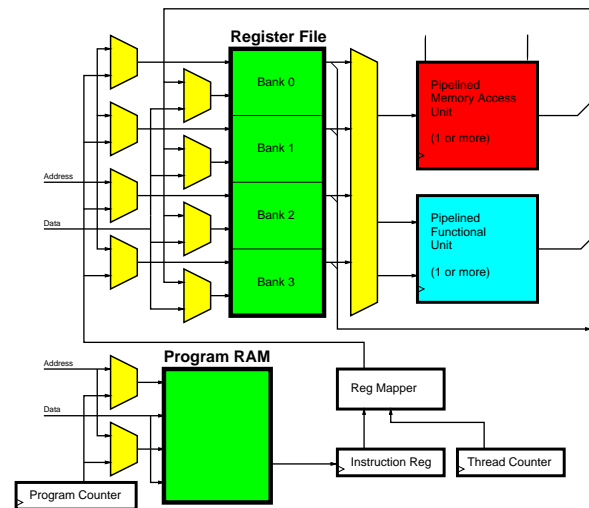 Register File
Bank 0
Bank 1
Bank 2
Bank 3
Pipelined
Memory Access
Unit
(1 or more)
Pipelined
Functional
Unit
(1 or more)
Address
Data
Program RAM
Address
Data
Reg Mapper
Instruction Reg
Thread Counter
Program Counter